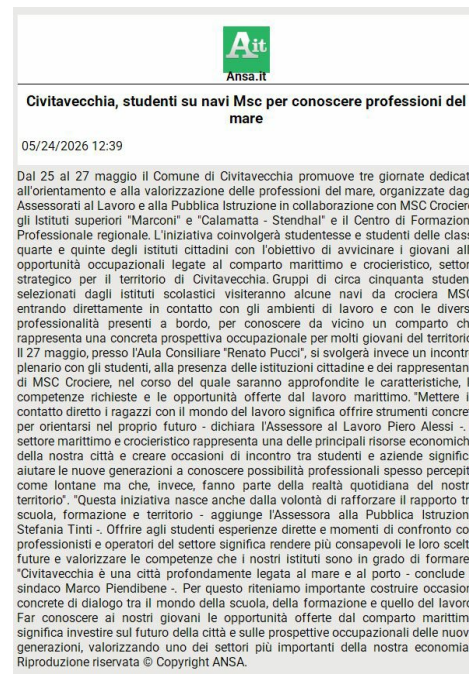 Ait
Ansa.it
Civitavecchia, studenti su navi Msc per conoscere professioni del
mare
05/24/2026 12:39
Dal 25 al 27 maggio il Comune di Civitavecchia promuove tre giornate dedicat
all'orientamento e alla valorizzazione delle professioni del mare, organizzate dag
Assessorati al Lavoro e alla Pubblica Istruzione in collaborazione con MSC Crocier
gli Istituti superiori "Marconi" e "Calamatta - Stendhal" e il Centro di Formazion
Professionale regionale. L'iniziativa coinvolgerà studentesse e studenti delle class
quarte e quinte degli istituti cittadini con l'obiettivo di avvicinare i giovani all
opportunità occupazionali legate al comparto marittimo e crocieristico, settor
strategico per il territorio di Civitavecchia. Gruppi di circa cinquanta studen
selezionati dagli istituti scolastici visiteranno alcune navi da crociera MSC
entrando direttamente in contatto con gli ambienti di lavoro e con le divers
professionalità presenti a bordo, per conoscere da vicino un comparto ch
rappresenta una concreta prospettiva occupazionale per molti giovani del territorio
Il 27 maggio, presso l'Aula Consiliare "Renato Pucci", si svolgerà invece un incontr
plenario con gli studenti, alla presenza delle istituzioni cittadine e dei rappresentan
di MSC Crociere, nel corso del quale saranno approfondite le caratteristiche, l
competenze richieste e le opportunità offerte dal lavoro marittimo. "Mettere i
contatto diretto i ragazzi con il mondo del lavoro significa offrire strumenti concre
per orientarsi nel proprio futuro - dichiara l'Assessore al Lavoro Piero Alessi -.
settore marittimo e crocieristico rappresenta una delle principali risorse economich
della nostra città e creare occasioni di incontro tra studenti e aziende signific
aiutare le nuove generazioni a conoscere possibilità professionali spesso percepit
come lontane ma che, invece, fanno parte della realtà quotidiana del nostr
territorio". "Questa iniziativa nasce anche dalla volontà di rafforzare il rapporto tr
scuola, formazione e territorio - aggiunge l'Assessora alla Pubblica Istruzion
Stefania Tinti -. Offrire agli studenti esperienze dirette e momenti di confronto co
professionisti e operatori del settore significa rendere più consapevoli le loro scelt
future e valorizzare le competenze che i nostri istituti sono in grado di formare
"Civitavecchia è una città profondamente legata al mare e al porto - conclude
sindaco Marco Piendibene -. Per questo riteniamo importante costruire occasion
concrete di dialogo tra il mondo della scuola, della formazione e quello del lavoro
Far conoscere ai nostri giovani le opportunità offerte dal comparto marittim
significa investire sul futuro della città e sulle prospettive occupazionali delle nuov
generazioni, valorizzando uno dei settori più importanti della nostra economia
Riproduzione riservata © Copyright ANSA.